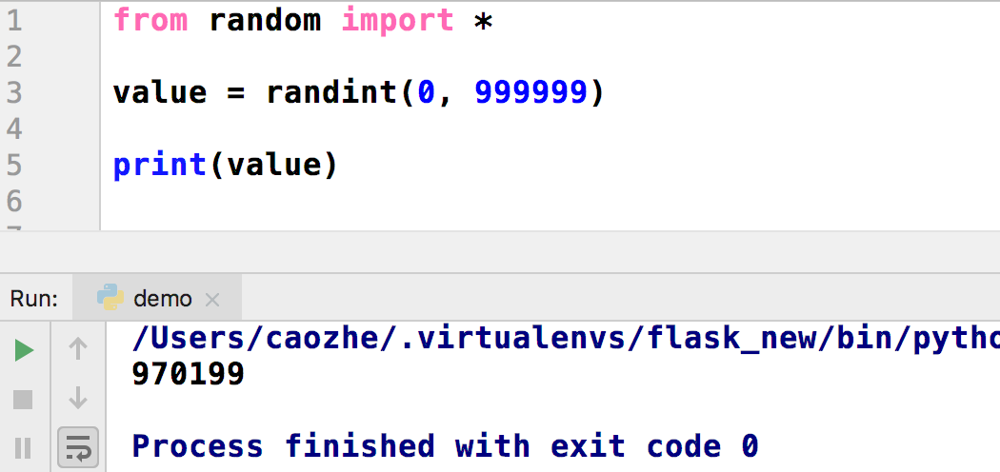 1 from random import *
2
3 value = randint(0, 999999)
4
5 print(value)
6
Run: demo
/Users/caozhe/.virtualenvs/flask_new/bin/pytho
970199
Process finished with exit code 0